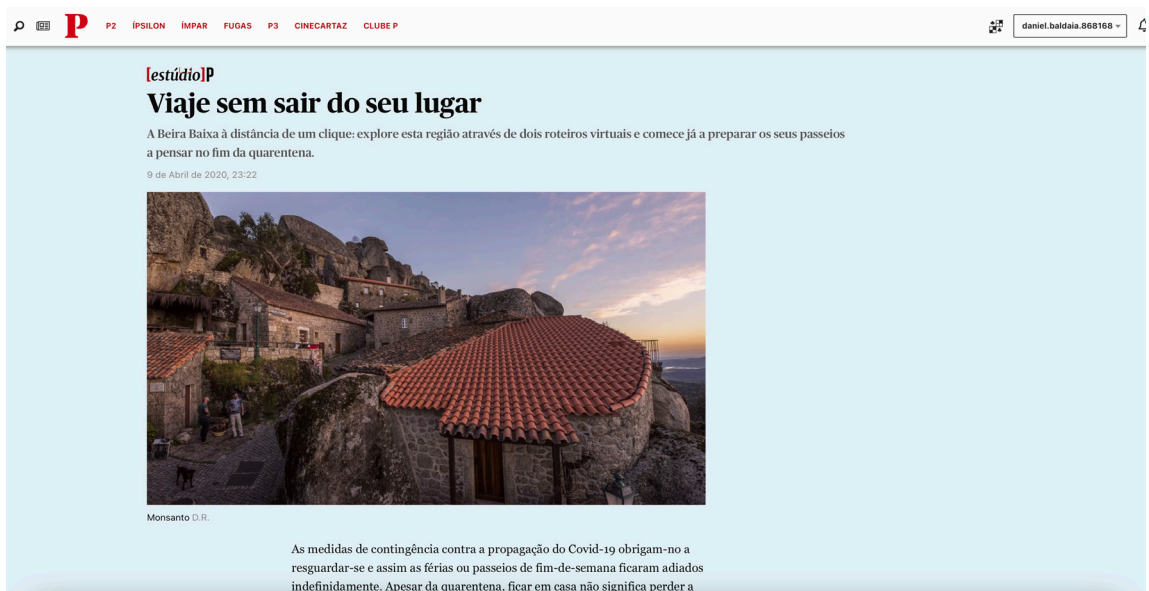 P
P2 ÍPSILON ÍMPAR FUGAS P3 CINECARTAZ CLUBE P
daniel.baldaia.868168
[estúdio]P
Viaje sem sair do seu lugar
A Beira Baixa à distância de um clique: explore esta região através de dois roteiros virtuais e comece já a preparar os seus passeios
a pensar no fim da quarentena.
9 de Abril de 2020, 23:22
Monsanto D.R.
As medidas de contingência contra a propagação do Covid-19 obrigam-no a
resguardar-se e assim as férias ou passeios de fim-de-semana ficaram adiados
indefinidamente. Apesar da quarentena, ficar em casa não significa perder a